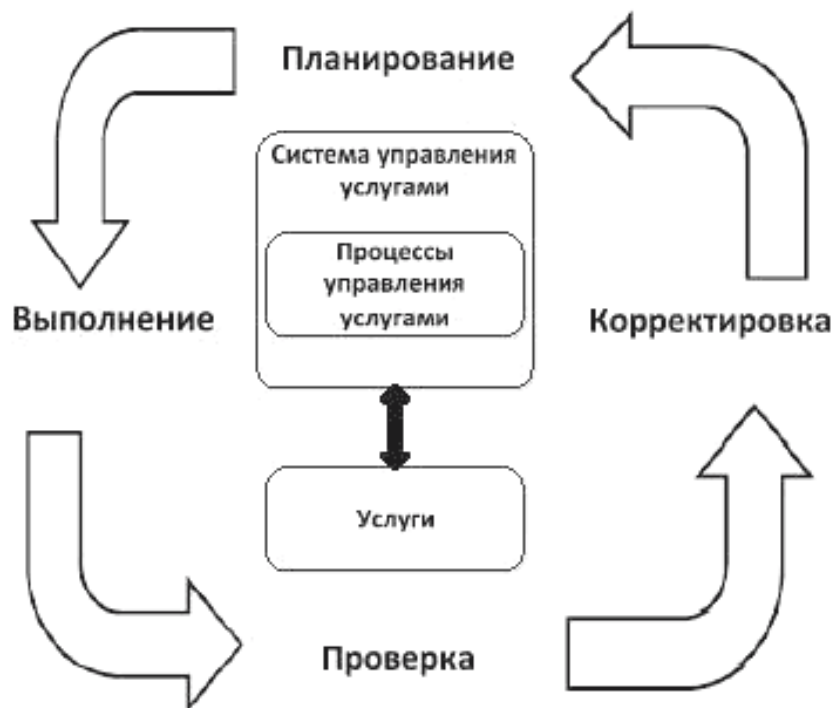 Планирование
Система управления
услугами
Процессы
управления
услугами
Выполнение
Корректировка
Услуги
Проверка